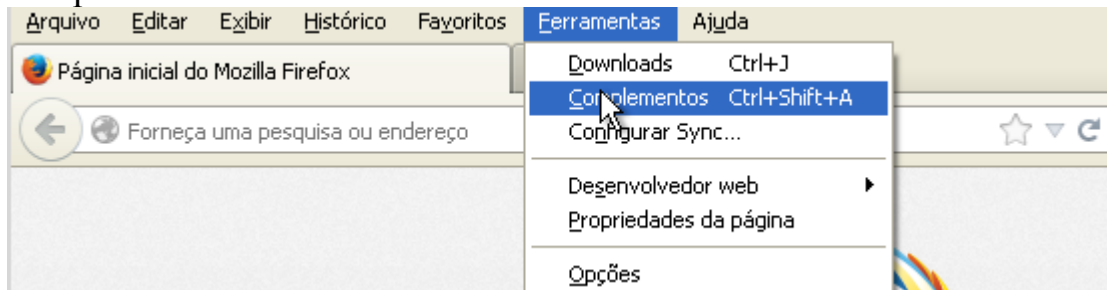 Arquivo Editar Exibir Histórico Favoritos Ferramentas Ajuda
Página inicial do Mozilla Firefox
Downloads Ctrl+J
Complementos Ctrl+Shift+A
Forneça uma pesquisa ou endereço
Configurar Sync...
Desenvolvedor web
Propriedades da página
Opções